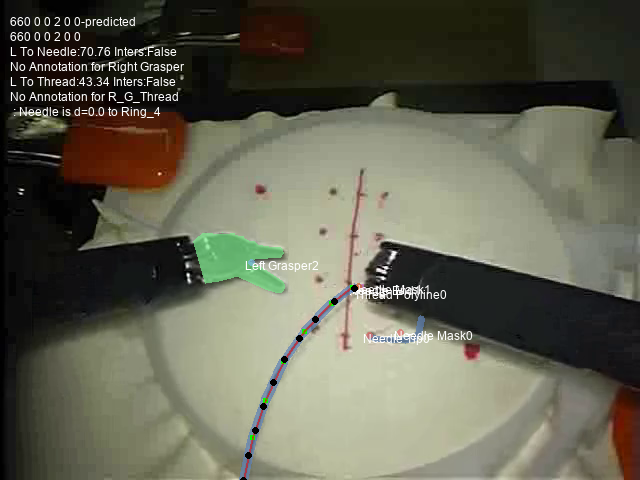 660 0 0 2 0 0-predicted
660 0 0 2 0 0
L To Needle:70.76 Inters:False
No Annotation for Right Grasper
L To Thread:43.34 Inters:False
No Annotation for R_G_Thread
: Needle is d=0.0 to Ring_4
Left Grasper2
Needle Mask1
Thread Polyline0
Needle Mask0